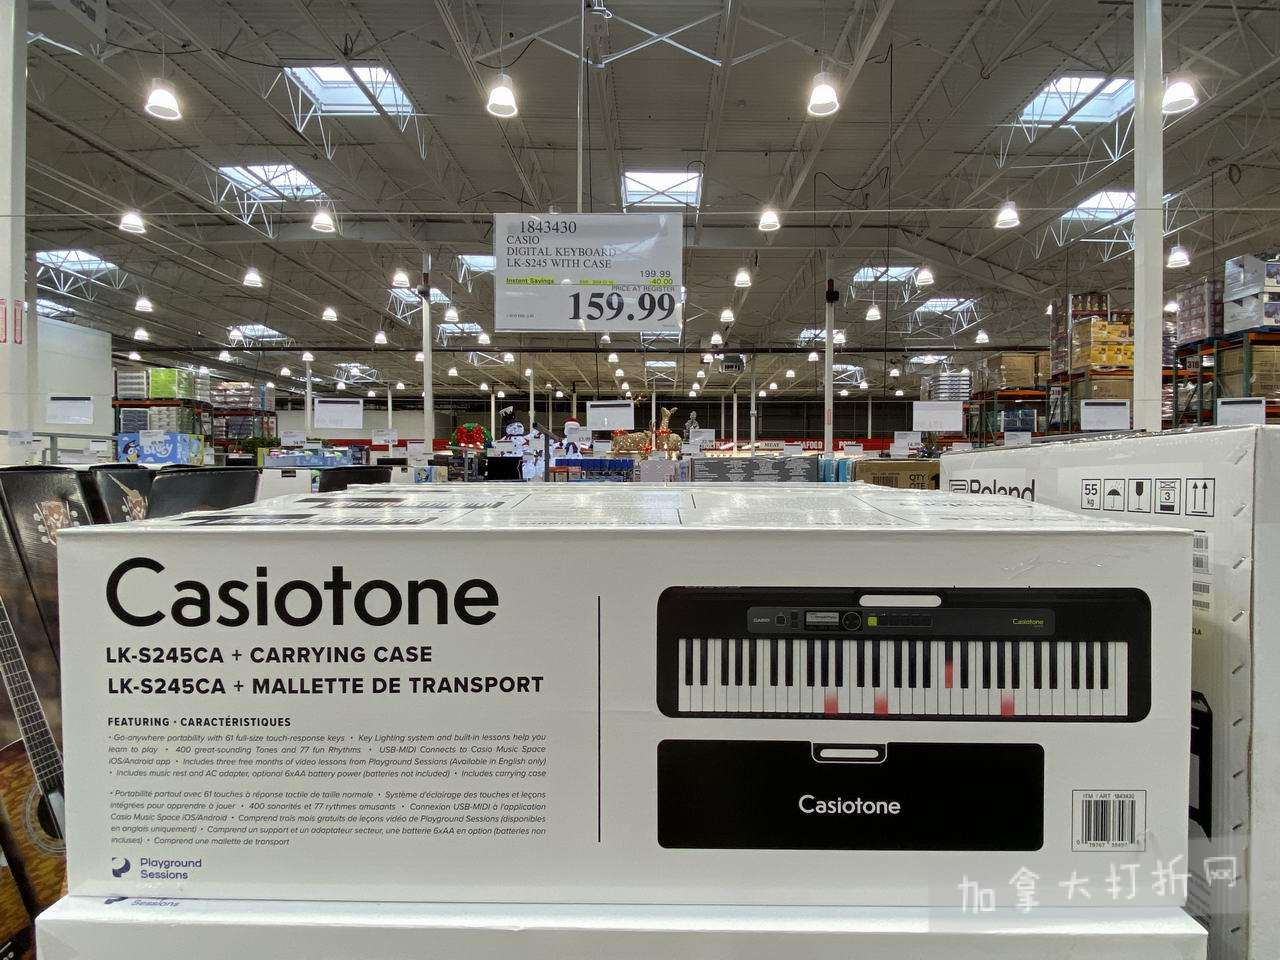 1843430
CASIO
DIGITAL KEYBOARD
LK-S245 WITH CASE
199.99
Instant Savings
-40.00
PRICE AT REGISTER
159.99
MEAT
SEAFOOD
PORK
QTY
Roland
55
kg
3
Casiotone
LK-S245CA + CARRYING CASE
LK-S245CA + MALLETTE DE TRANSPORT
FEATURING · CARACTÉRISTIQUES
• Go-anywhere portability with 61 full-size touch-response keys • Key Lighting system and built-in lessons help you
learn to play • 400 great-sounding Tones and 77 fun Rhythms • USB-MIDI Connects to Casio Music Space
iOS/Android app • Includes three free months of video lessons from Playground Sessions (Available in English only)
• Includes music rest and AC adapter, optional 6xAA battery power (batteries not included) • Includes carrying case
• Portabilité partout avec 61 touches à réponse tactile de taille normale • Système d'éclairage des touches et leçons
intégrées pour apprendre à jouer • 400 sonorités et 77 rythmes amusants • Connexion USB-MIDI à l'application
Casio Music Space iOS/Android • Comprend trois mois gratuits de leçons vidéo de Playground Sessions (disponibles
en anglais uniquement) • Comprend un support et un adaptateur secteur, une batterie 6xAA en option (batteries non
incluses) • Comprend une mallette de transport
Playground
Sessions
CASIO
Casiotone
Casiotone
ITM. / ART. 1843430
Sessions
加拿大打折网